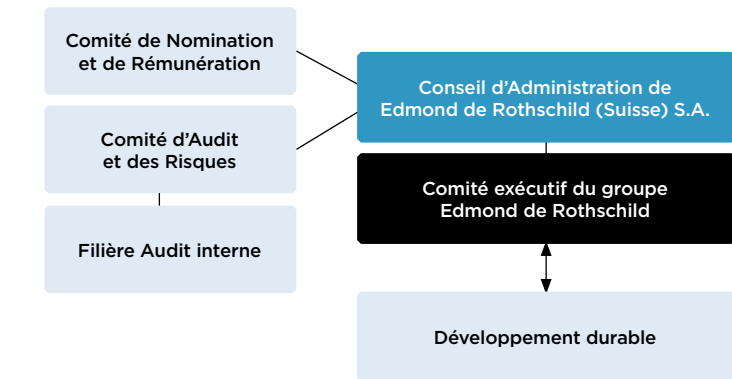 Comité de Nomination
et de Rémunération
Conseil d’Administration de
Edmond de Rothschild (Suisse) S.A.
Comité d’Audit
et des Risques
Comité exécutif du groupe
Edmond de Rothschild
Filière Audit interne
Développement durable